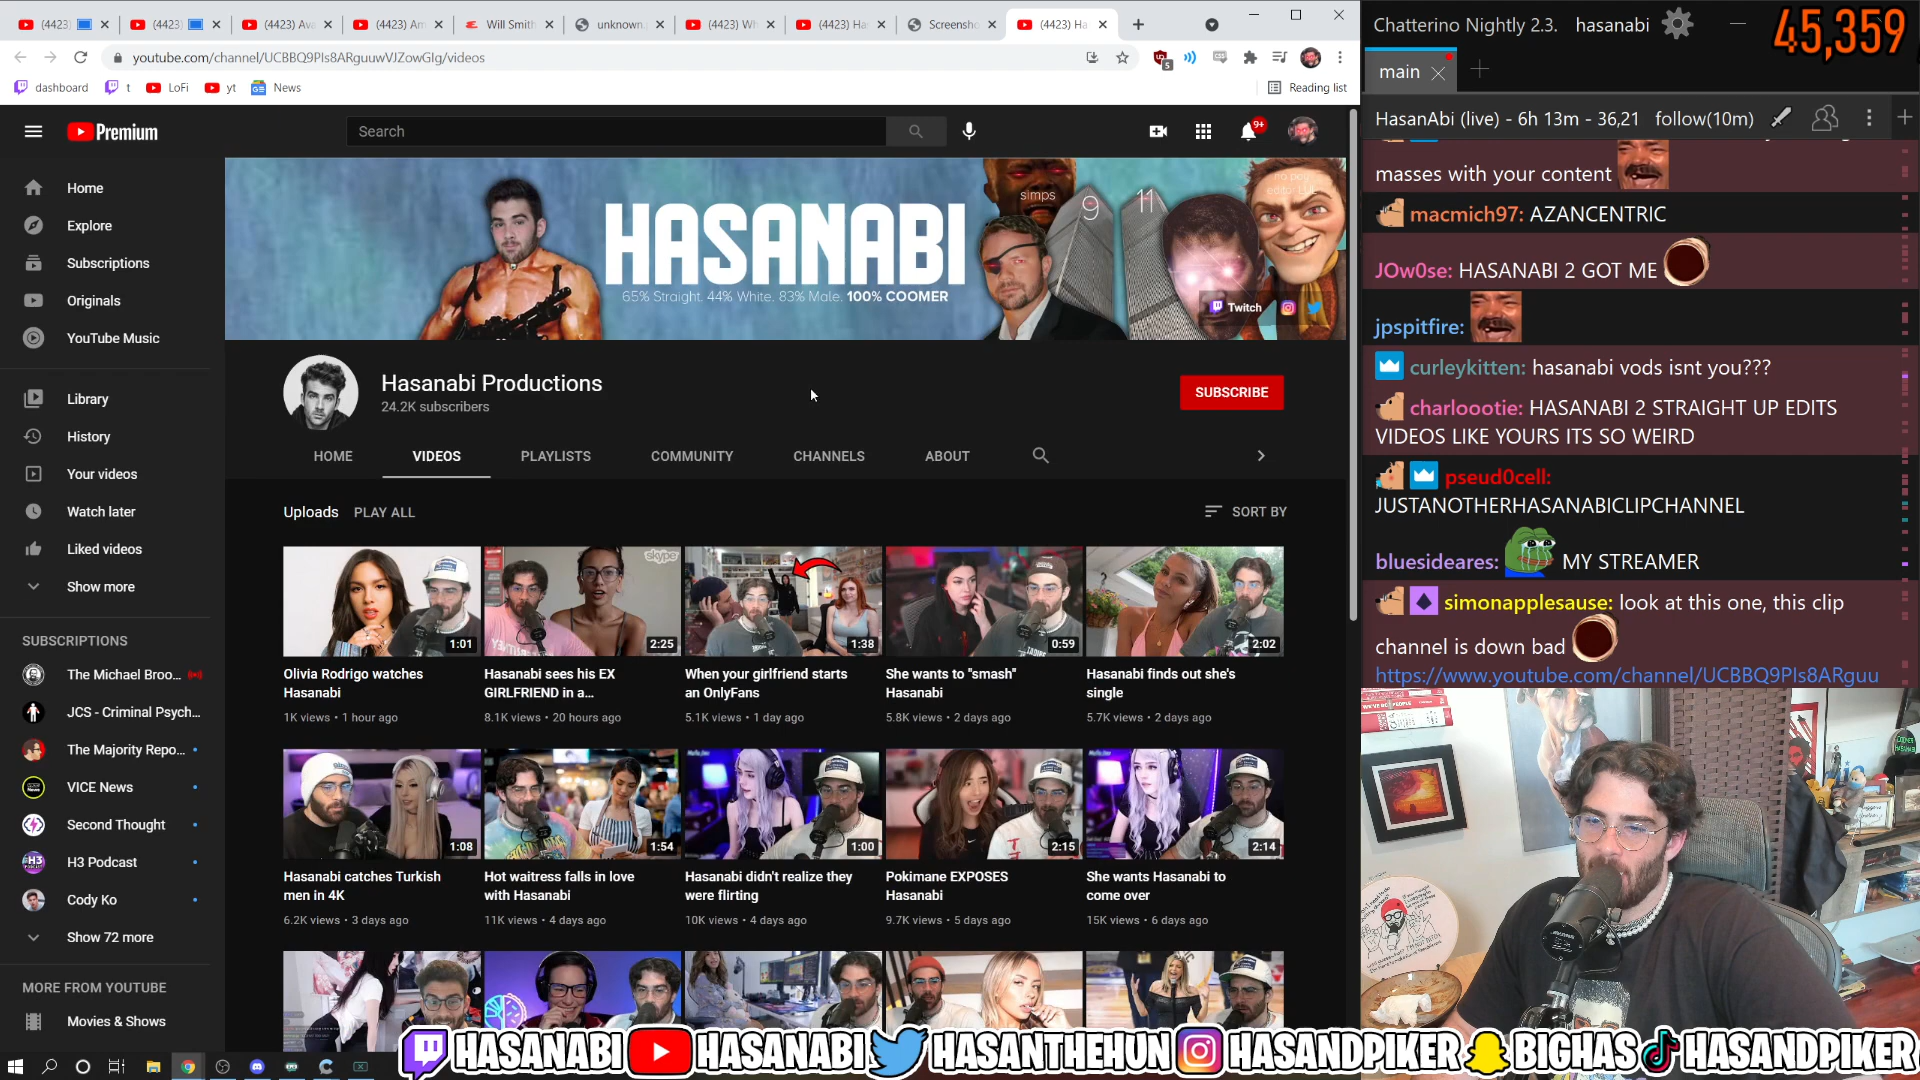 (4423)
(4423)
(4423) Ava
(4423) Am
Will Smith
unknown.
(4423) Wh
(4423) Ha
Screensho
(4423) Ha
youtube.com/channel/UCBBQ9PIs8ARguuwVJZowGIg/videos
dashboard
t
LoFi
yt
News
Reading list
Premium
Search
9+
Home
Explore
Subscriptions
Originals
YouTube Music
Library
History
Your videos
Watch later
Liked videos
Show more
SUBSCRIPTIONS
The Michael Broo...
JCS - Criminal Psych...
The Majority Repo...
VICE News
Second Thought
H3 Podcast
Cody Ko
Show 72 more
MORE FROM YOUTUBE
Movies & Shows
HASANABI
65% Straight. 44% White. 83% Male. 100% COOMER
simps
9 11
Twitch
Hasanabi Productions
24.2K subscribers
SUBSCRIBE
HOME
VIDEOS
PLAYLISTS
COMMUNITY
CHANNELS
ABOUT
Uploads
PLAY ALL
SORT BY
1:01
skype
2:25
1:38
0:59
2:02
Olivia Rodrigo watches
Hasanabi
1K views • 1 hour ago
Hasanabi sees his EX
GIRLFRIEND in a...
8.1K views • 20 hours ago
When your girlfriend starts
an OnlyFans
5.1K views • 1 day ago
She wants to "smash"
Hasanabi
5.8K views • 2 days ago
Hasanabi finds out she's
single
5.7K views • 2 days ago
1:08
1:54
1:00
2:15
2:14
Hasanabi catches Turkish
men in 4K
6.2K views • 3 days ago
Hot waitress falls in love
with Hasanabi
11K views • 4 days ago
Hasanabi didn't realize they
were flirting
10K views • 4 days ago
Pokimane EXPOSES
Hasanabi
9.7K views • 5 days ago
She wants Hasanabi to
come over
15K views • 6 days ago
Chatterino Nightly 2.3.
hasanabi
45,359
main
HasanAbi (live) - 6h 13m - 36,21
follow(10m)
masses with your content
macmich97: AZANCENTRIC
JOw0se: HASANABI 2 GOT ME
jpspitfire:
curleykitten: hasanabi vods isnt you???
charloootie: HASANABI 2 STRAIGHT UP EDITS
VIDEOS LIKE YOURS ITS SO WEIRD
pseud0cell:
JUSTANOTHERHASANABICLIPCHANNEL
bluesideares: MY STREAMER
simonapplesause: look at this one, this clip
channel is down bad
https://www.youtube.com/channel/UCBBQ9PIs8ARguu
HASANABI
HASANABI
HASANTHEHUN
HASANDPIKER
BIGHAS
HASANDPIKER